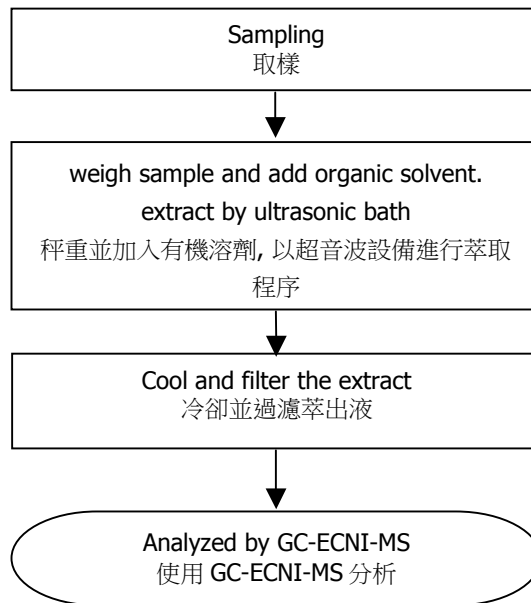 Sampling
取樣
weigh sample and add organic solvent.
extract by ultrasonic bath
秤重並加入有機溶劑, 以超音波設備進行萃取
程序
Cool and filter the extract
冷卻並過濾萃出液
Analyzed by GC-ECNI-MS
使用 GC-ECNI-MS 分析